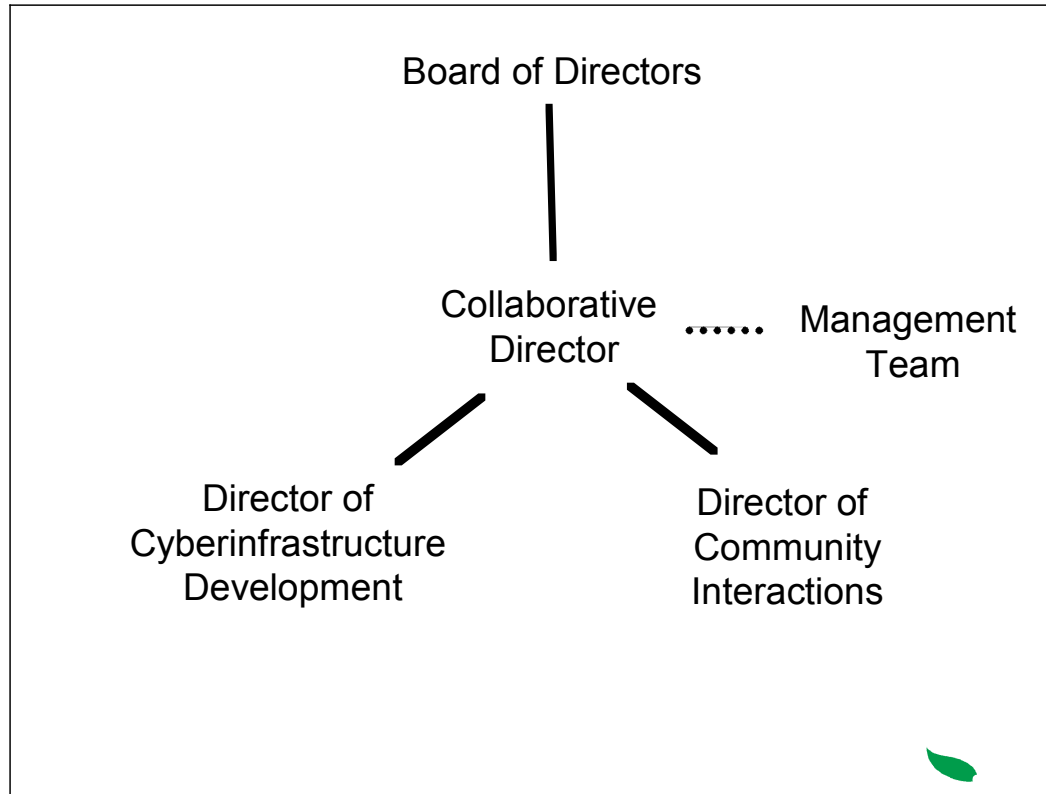 Board of Directors
Collaborative
Director
Management
Team
Director of
Cyberinfrastructure
Development
Director of
Community
Interactions